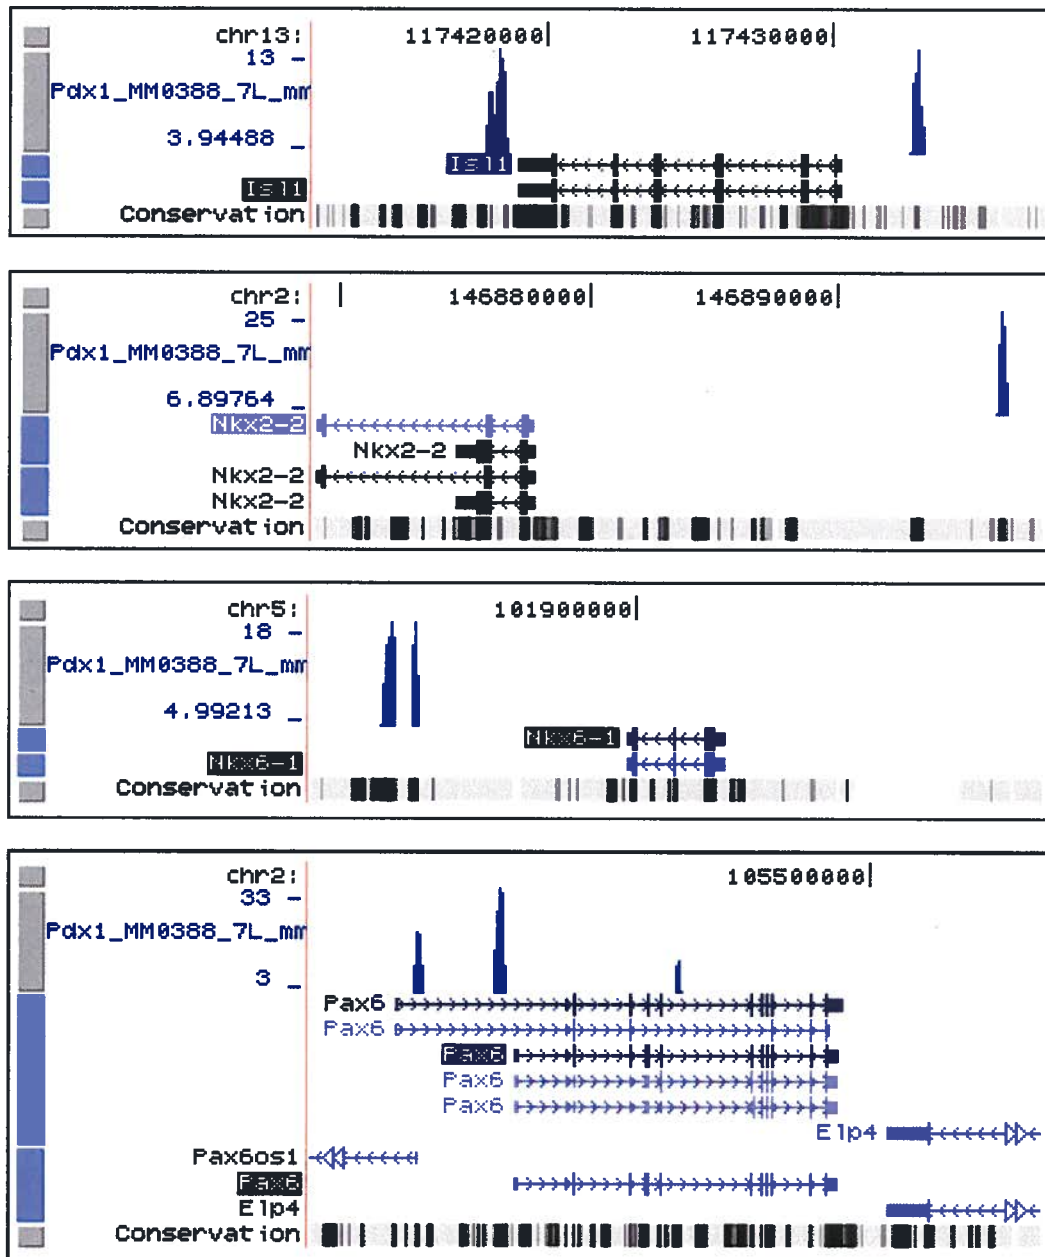 chr13: 117420000| 117430000|
13 -
Pdx1_MM0388_7L_mm
3.94488 _
Isl1
Isl1
Conservation
chr2: | 146880000| 146890000|
25 -
Pdx1_MM0388_7L_mm
6.89764 _
Nkx2-2
Nkx2-2
Nkx2-2
Nkx2-2
Conservation
chr5: 101900000|
18 -
Pdx1_MM0388_7L_mm
4.99213 _
Nkx6-1
Nkx6-1
Conservation
chr2: 105500000|
33 -
Pdx1_MM0388_7L_mm
3 _
Pax6
Pax6
Pax6
Pax6
Pax6
Elp4
Pax6os1
Pax6
Elp4
Conservation